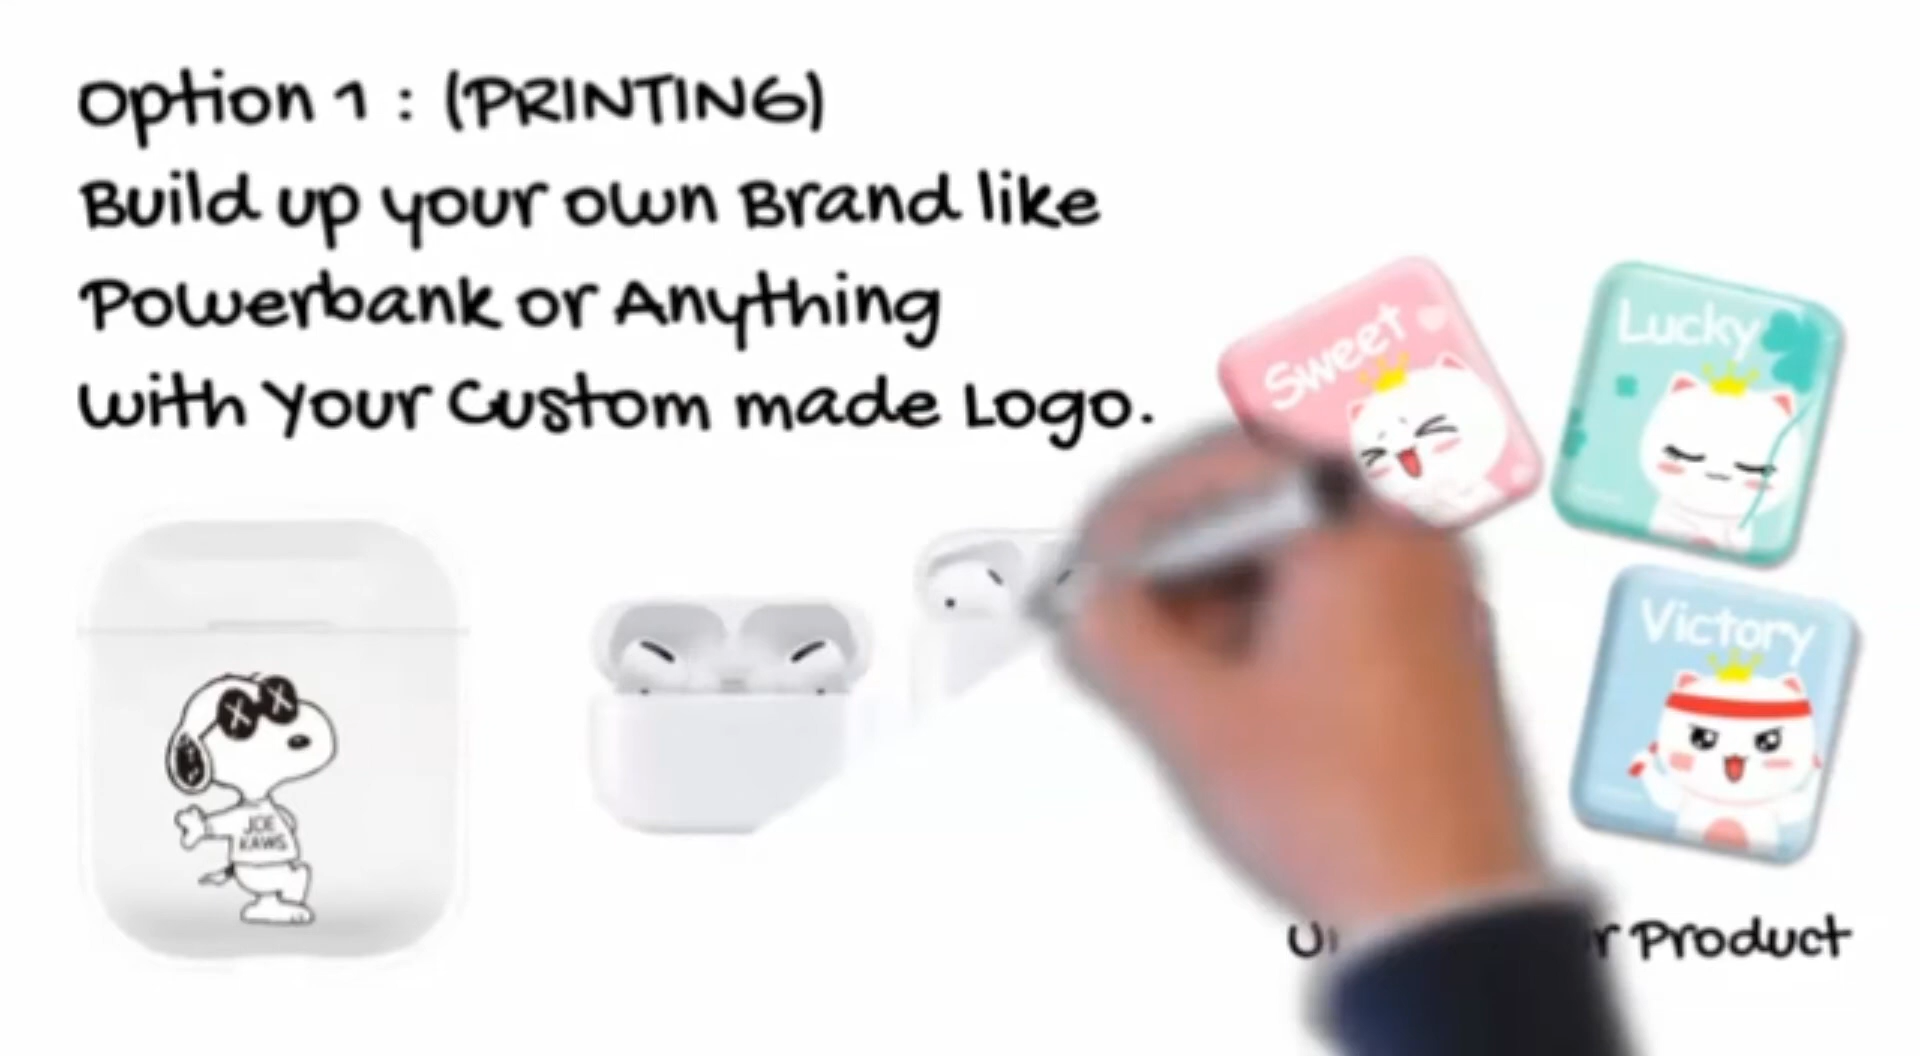 Option 1 : (PRINTING)
Build up your own Brand like
Powerbank or Anything
with Your Custom made Logo.
Sweet
Lucky
Victory
JOE
KAWS
Product